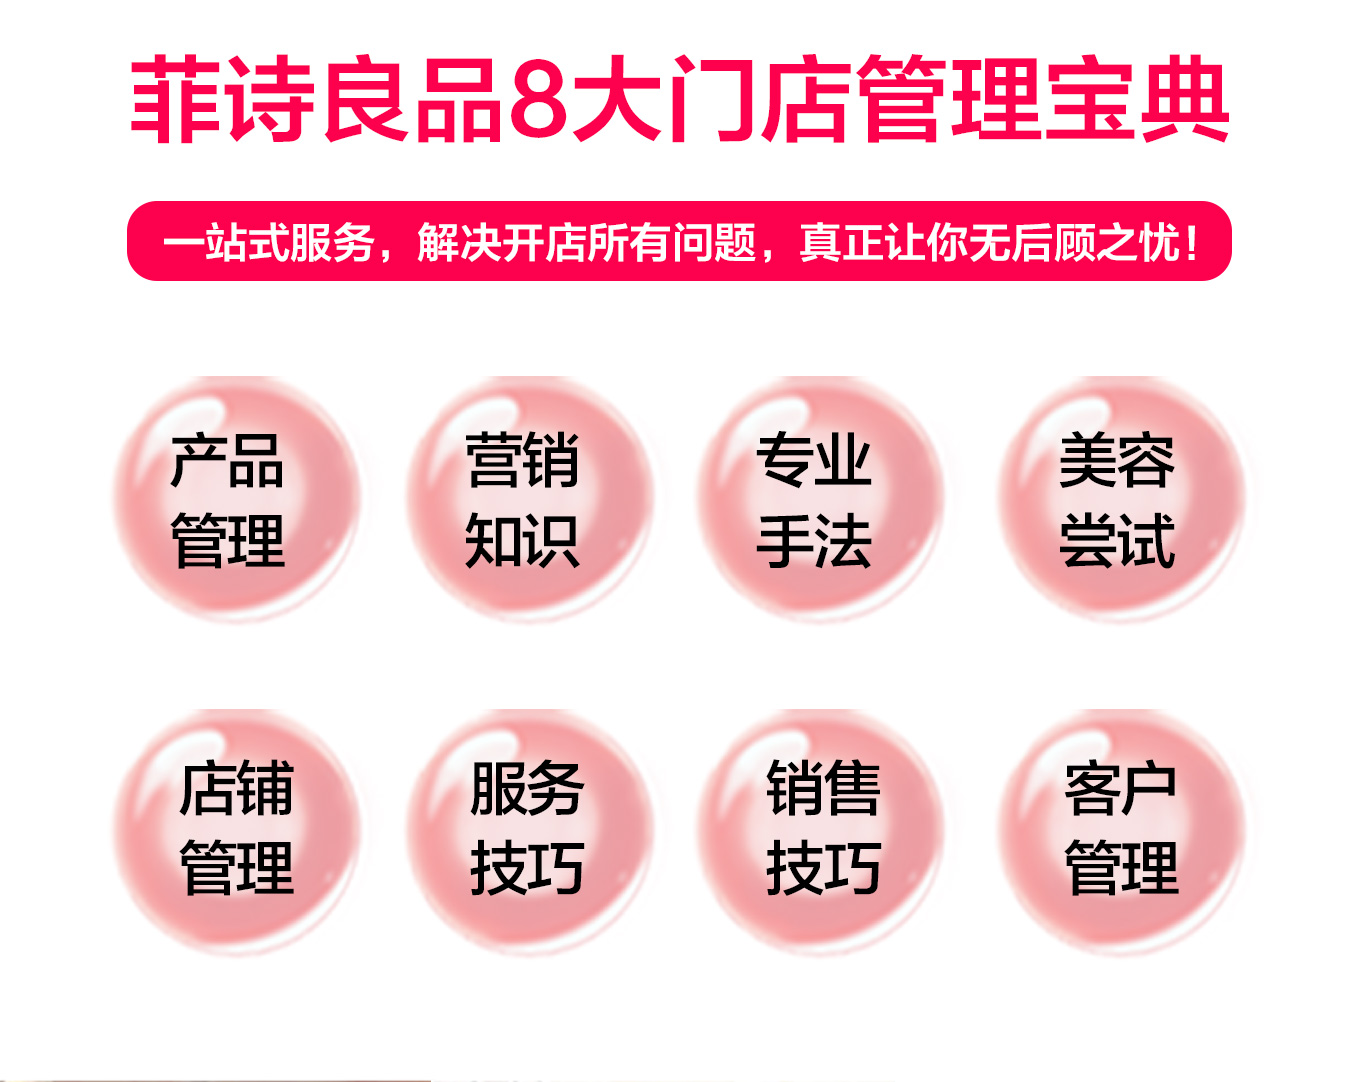 菲诗良品8大门店管理宝典
一站式服务，解决开店所有问题，真正让你无后顾之忧！
产品
管理
营销
知识
专业
手法
美容
尝试
店铺
管理
服务
技巧
销售
技巧
客户
管理